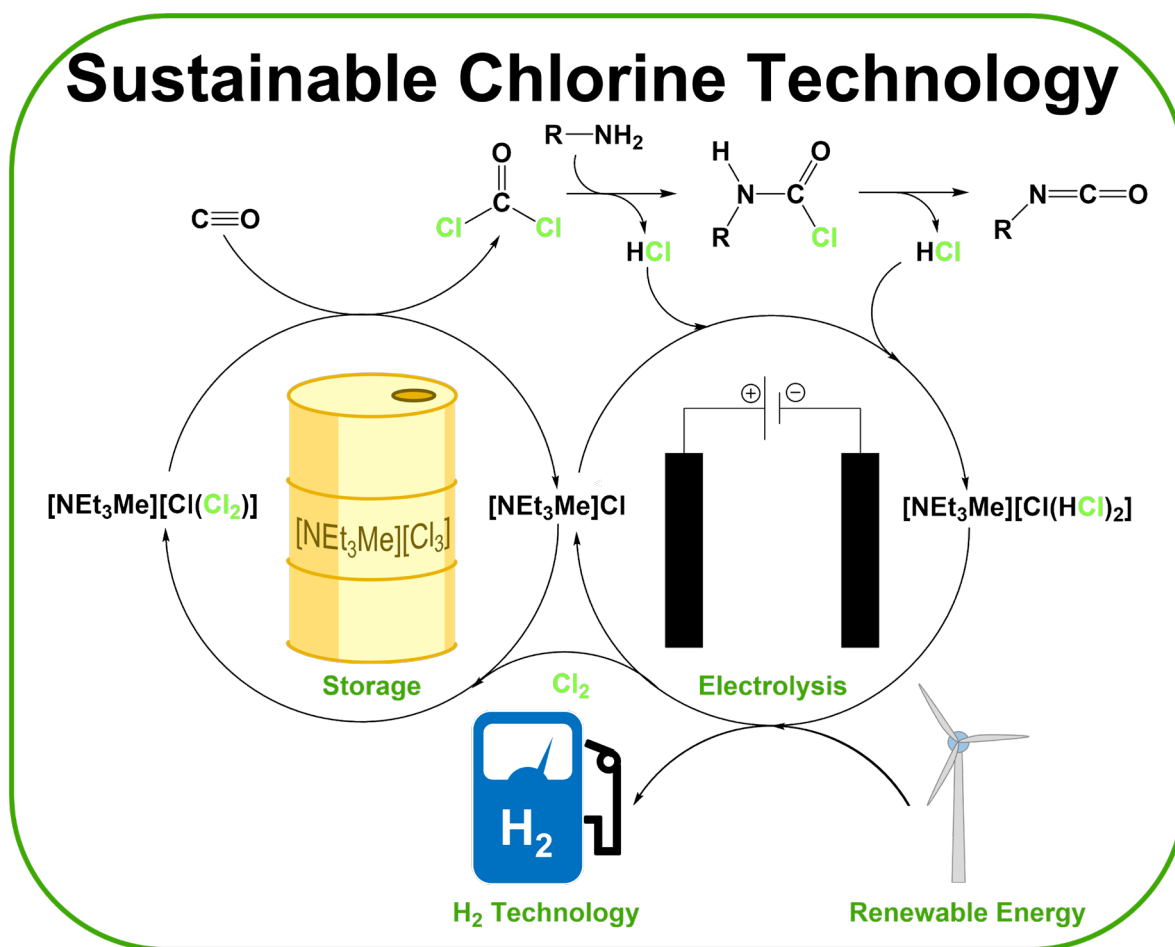 Sustainable Chlorine Technology
R—NH₂
C≡O
O
C
Cl Cl
H O
N C
R Cl
N=C=O
R
HCl
HCl
⊕ ⊖
[NEt₃Me][Cl(Cl₂)]
[NEt₃Me][Cl₃]
[NEt₃Me]Cl
[NEt₃Me][Cl(HCl)₂]
Storage
Cl₂
Electrolysis
H₂
H₂ Technology
Renewable Energy